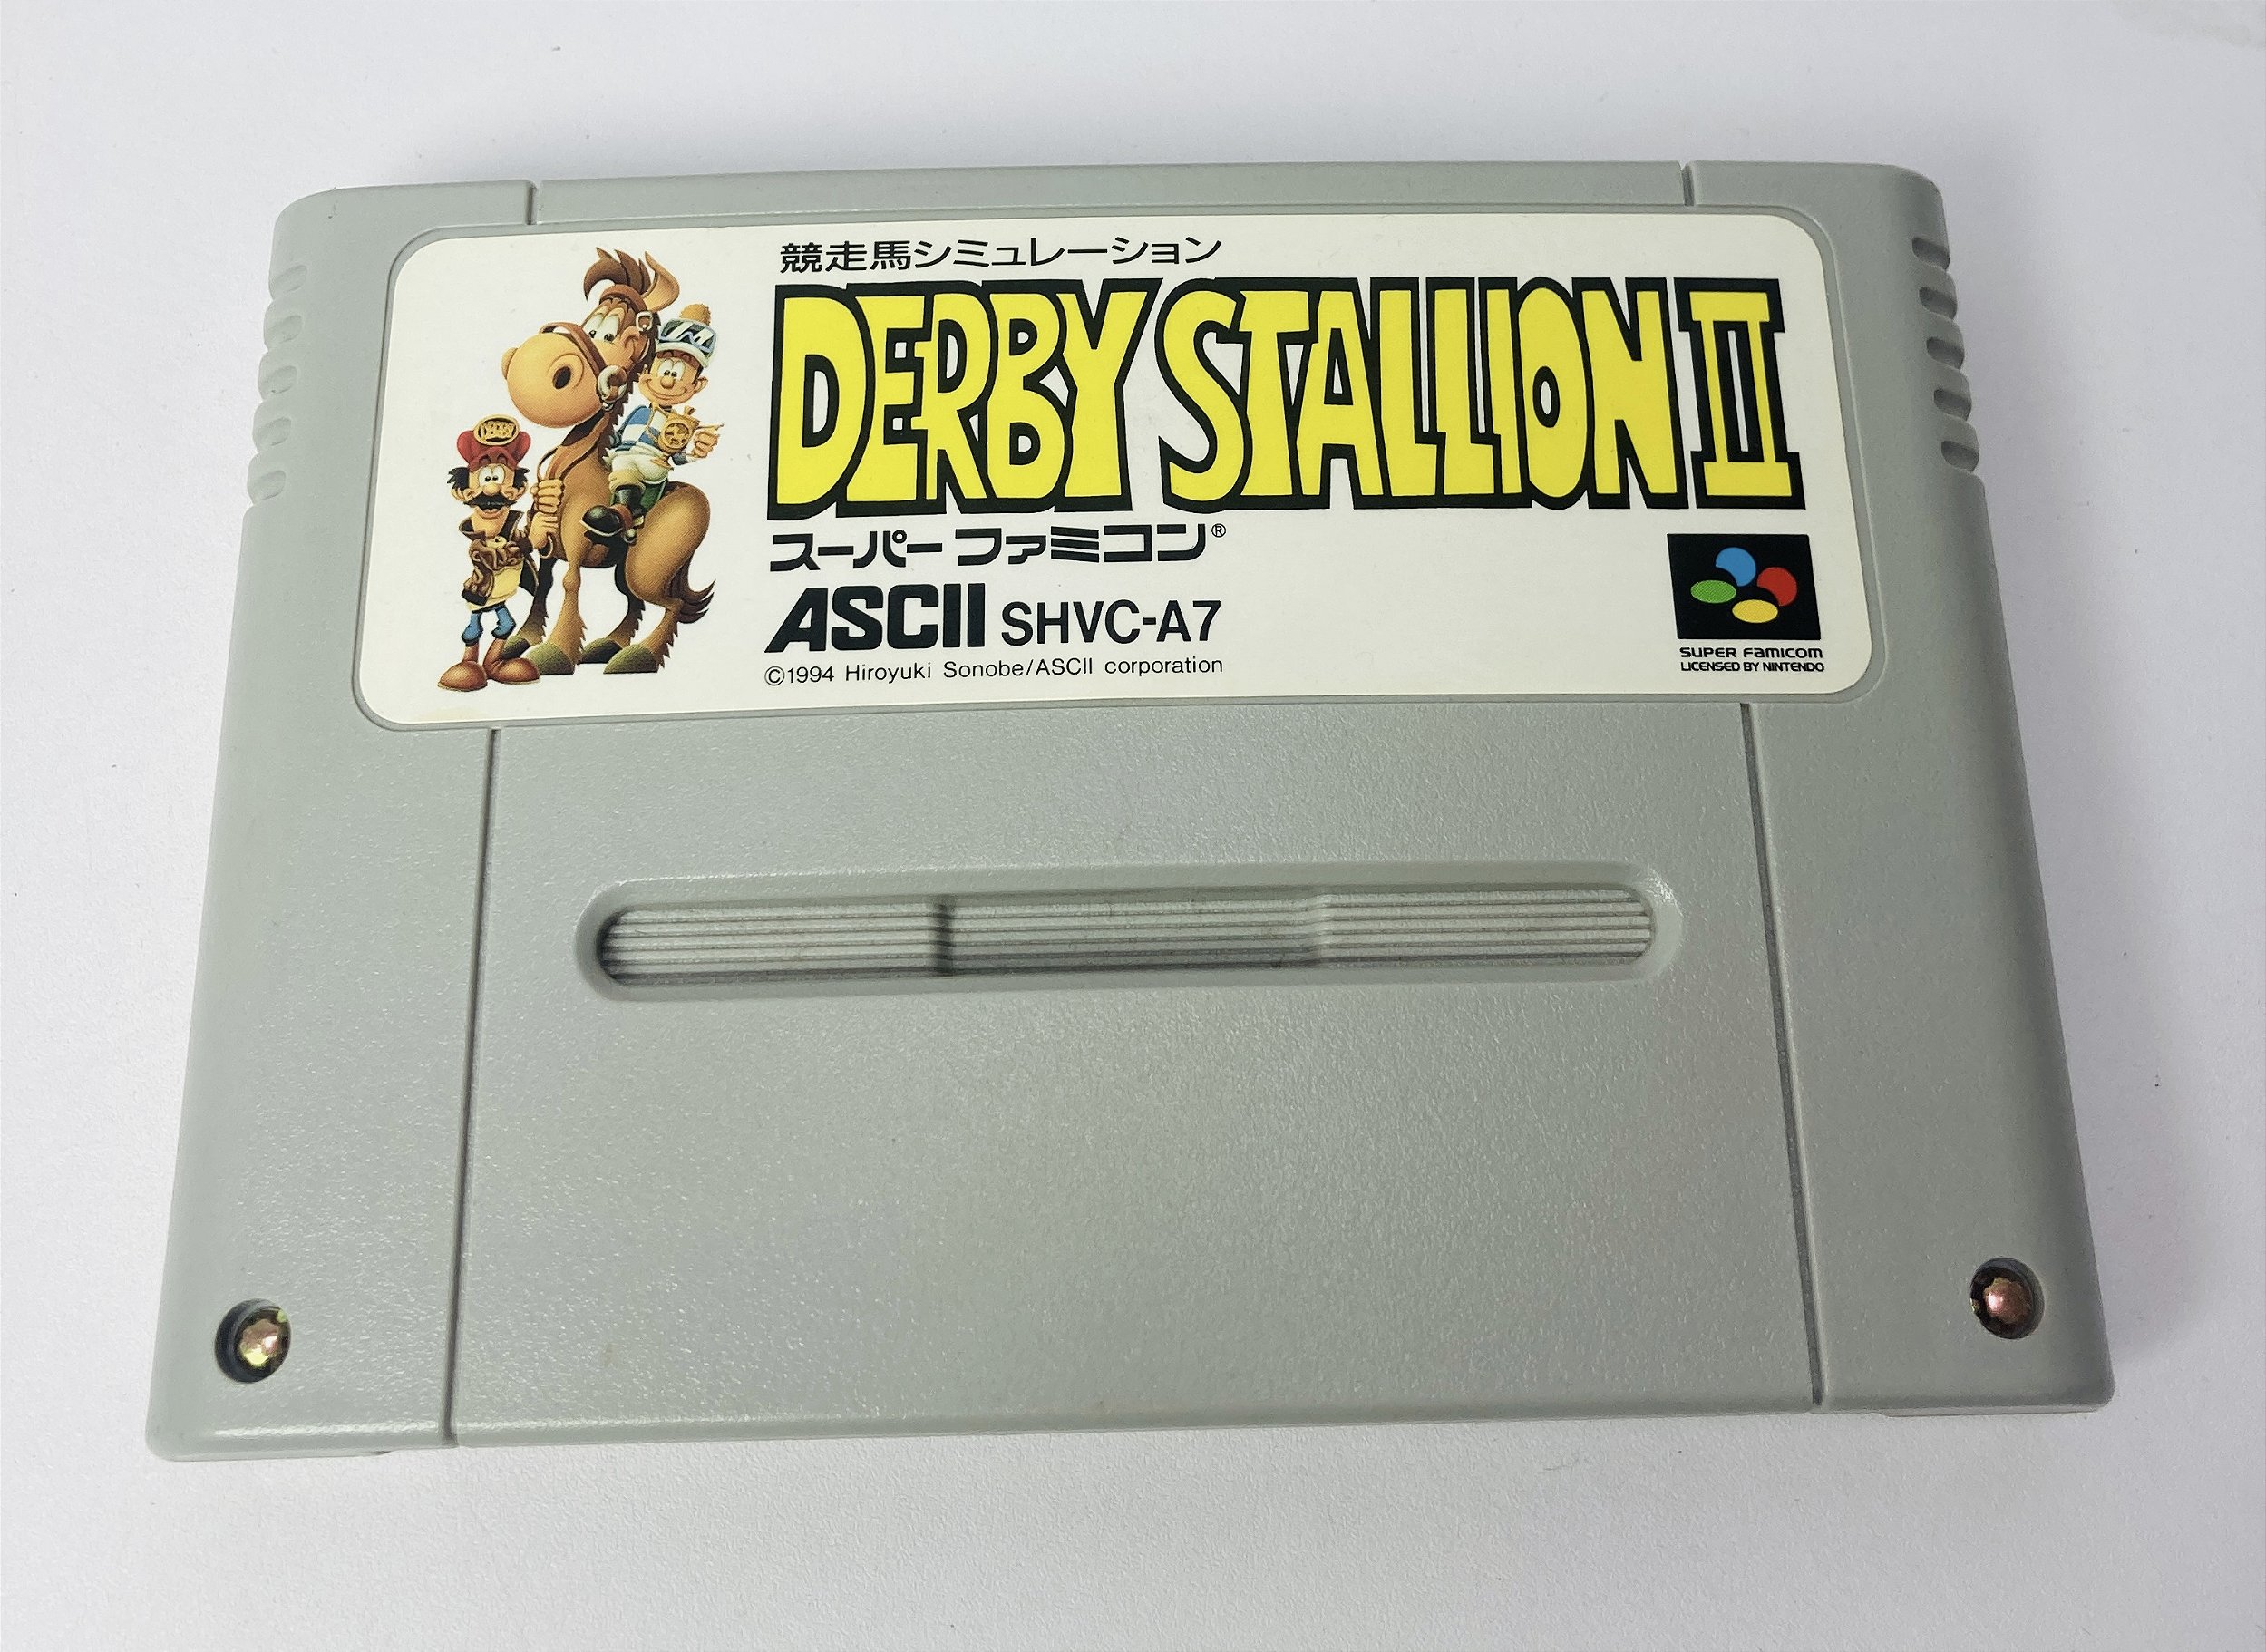 競走馬シミュレーション
DERBY STALLION II
スーパーファミコン®
ASCII SHVC-A7
©1994 Hiroyuki Sonobe/ASCII corporation
SUPER FAMICOM
LICENSED BY NINTENDO